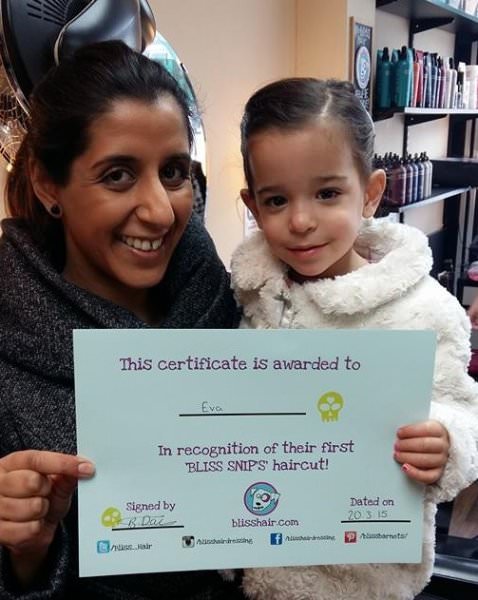 This certificate is awarded to
Eva
In recognition of their first
'BLISS SNIPS' haircut!
Signed by
Dated on
20.3.15
blisshair.com
/bliss_Hair
/blisshairdressing
/blisshairdressing
/blissbarnets/